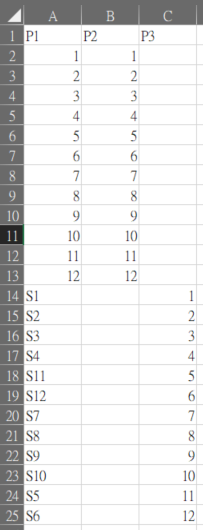 A B C
1 P1 P2 P3
2 1 1
3 2 2
4 3 3
5 4 4
6 5 5
7 6 6
8 7 7
9 8 8
10 9 9
11 10 10
12 11 11
13 12 12
14 S1 1
15 S2 2
16 S3 3
17 S4 4
18 S11 5
19 S12 6
20 S7 7
21 S8 8
22 S9 9
23 S10 10
24 S5 11
25 S6 12